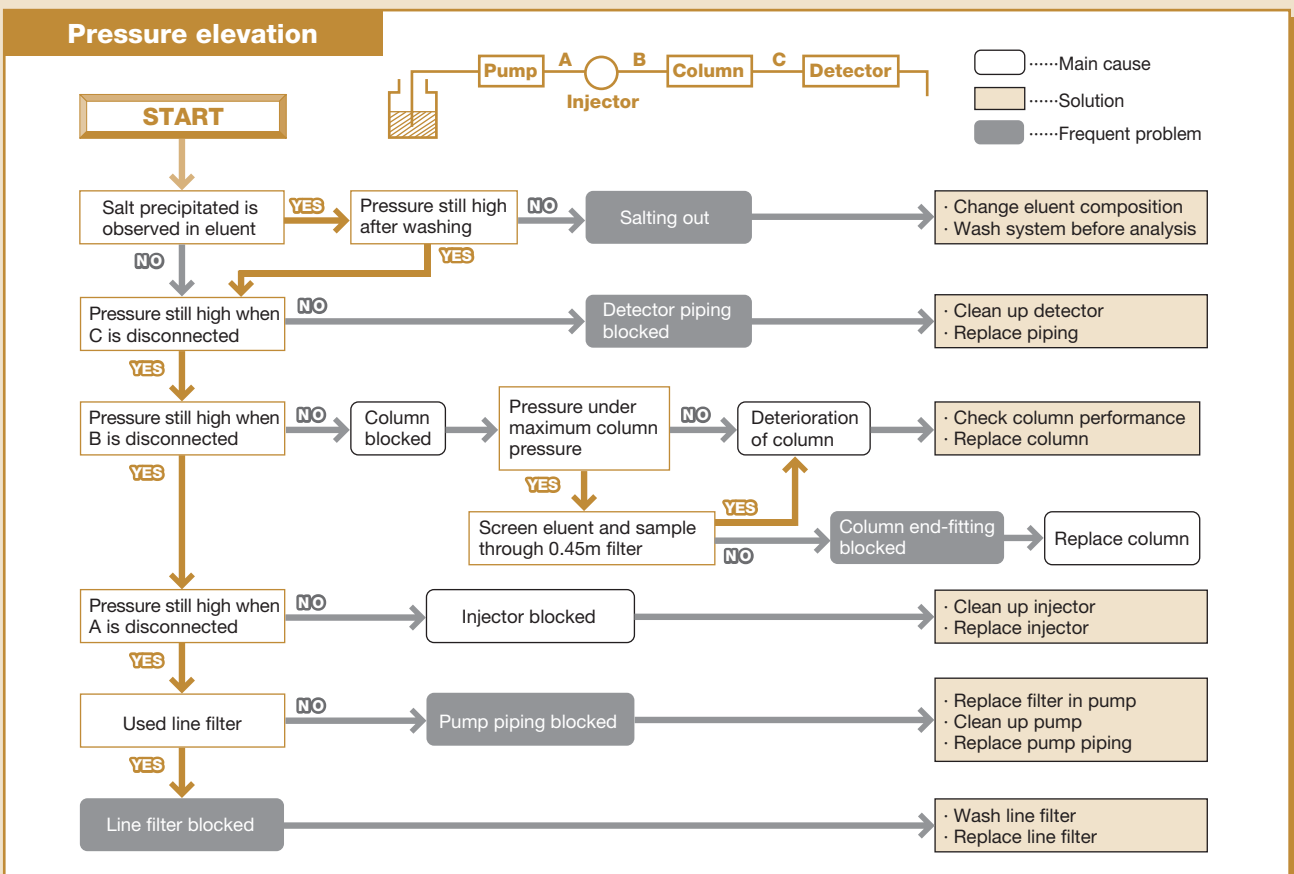 Pressure elevation
Pump
A
B
Column
C
Detector
Injector
······Main cause
······Solution
······Frequent problem
START
Salt precipitated is
observed in eluent
YES
Pressure still high
after washing
NO
Salting out
· Change eluent composition
· Wash system before analysis
NO
YES
Pressure still high when
C is disconnected
NO
Detector piping
blocked
· Clean up detector
· Replace piping
YES
Pressure still high when
B is disconnected
NO
Column
blocked
Pressure under
maximum column
pressure
NO
Deterioration
of column
· Check column performance
· Replace column
YES
YES
Screen eluent and sample
through 0.45m filter
YES
NO
Column end-fitting
blocked
Replace column
Pressure still high when
A is disconnected
NO
Injector blocked
· Clean up injector
· Replace injector
YES
Used line filter
NO
Pump piping blocked
· Replace filter in pump
· Clean up pump
· Replace pump piping
YES
Line filter blocked
· Wash line filter
· Replace line filter